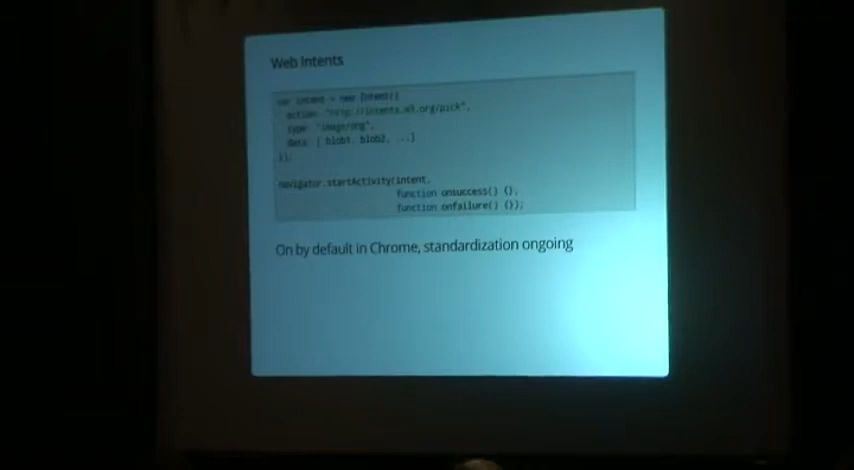 Web Intents
var intent = new Intent({
action: "http://intents.w3.org/pick",
type: "image/png",
data: [ blob1, blob2, ...]
});
navigator.startActivity(intent,
function onsuccess() {},
function onfailure() {});
On by default in Chrome, standardization ongoing